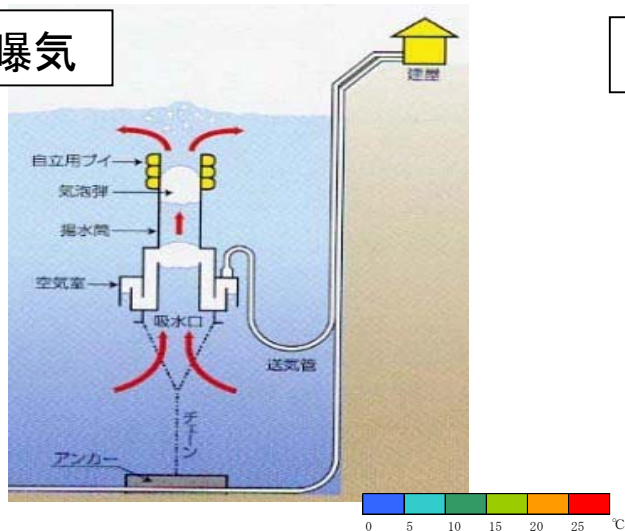 曝気
建屋
自立用ブイ
気泡弾
揚水筒
空気室
吸水口
送気管
チェーン
アンカー
0 5 10 15 20 25 ℃